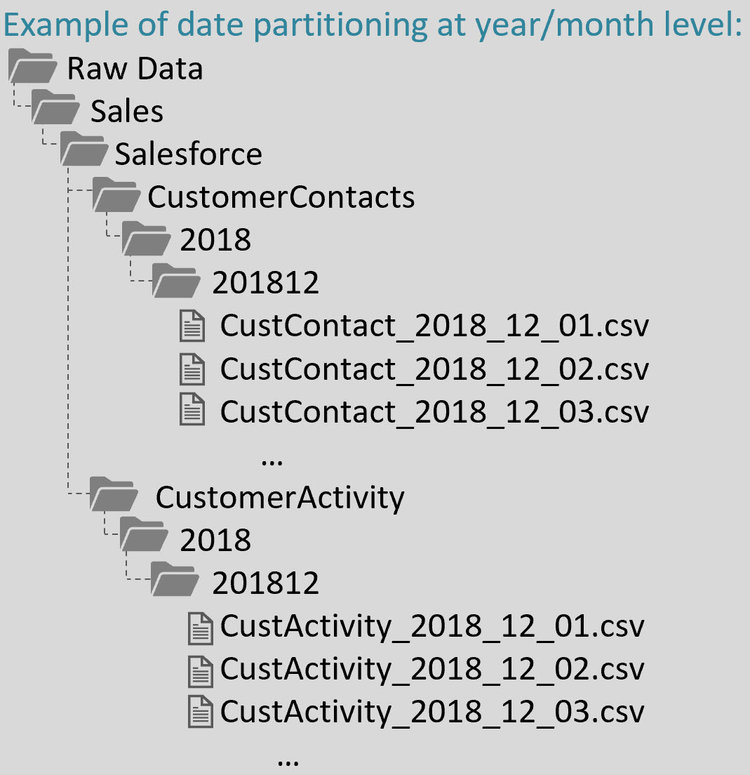 Example of date partitioning at year/month level:
Raw Data
Sales
Salesforce
CustomerContacts
2018
201812
CustContact_2018_12_01.csv
CustContact_2018_12_02.csv
CustContact_2018_12_03.csv
...
CustomerActivity
2018
201812
CustActivity_2018_12_01.csv
CustActivity_2018_12_02.csv
CustActivity_2018_12_03.csv
...